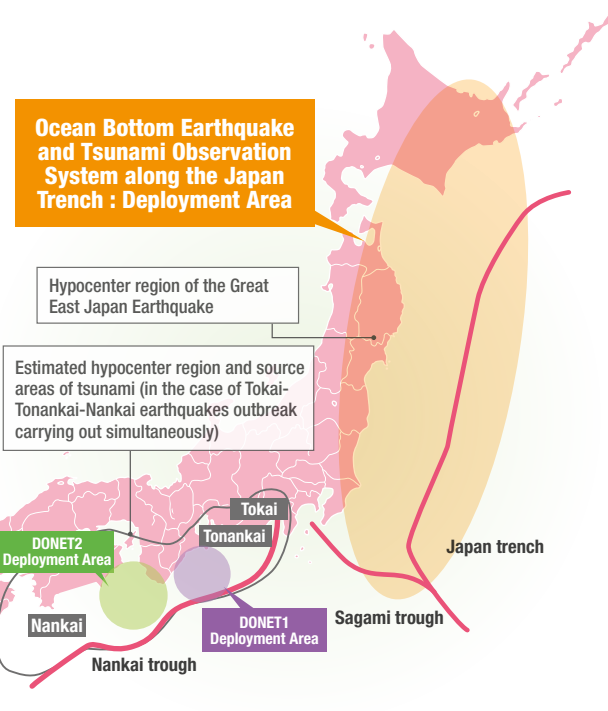 Ocean Bottom Earthquake
and Tsunami Observation
System along the Japan
Trench : Deployment Area
Hypocenter region of the Great
East Japan Earthquake
Estimated hypocenter region and source
areas of tsunami (in the case of Tokai-
Tonankai-Nankai earthquakes outbreak
carrying out simultaneously)
Tokai
Tonankai
DONET2
Deployment Area
Japan trench
Nankai
DONET1
Deployment Area
Sagami trough
Nankai trough